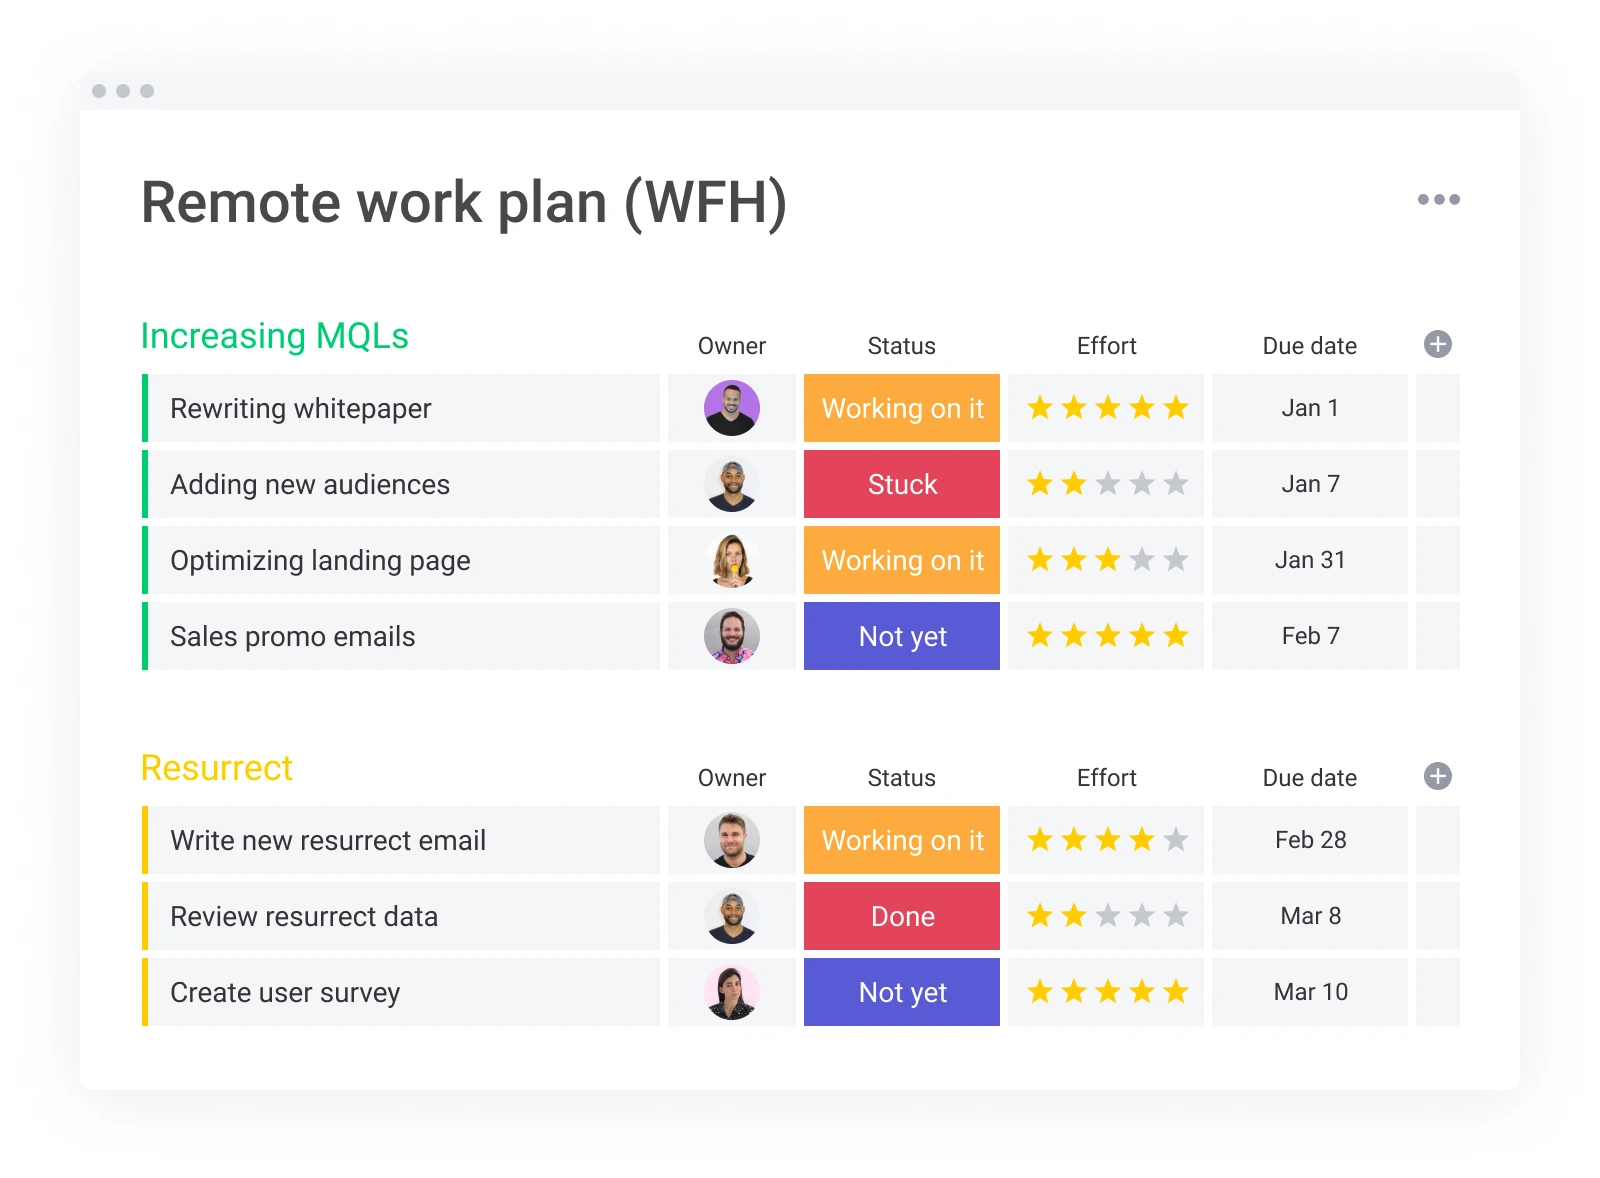 Remote work plan (WFH)
Increasing MQLs Owner Status Effort Due date
Rewriting whitepaper Working on it Jan 1
Adding new audiences Stuck Jan 7
Optimizing landing page Working on it Jan 31
Sales promo emails Not yet Feb 7
Resurrect Owner Status Effort Due date
Write new resurrect email Working on it Feb 28
Review resurrect data Done Mar 8
Create user survey Not yet Mar 10